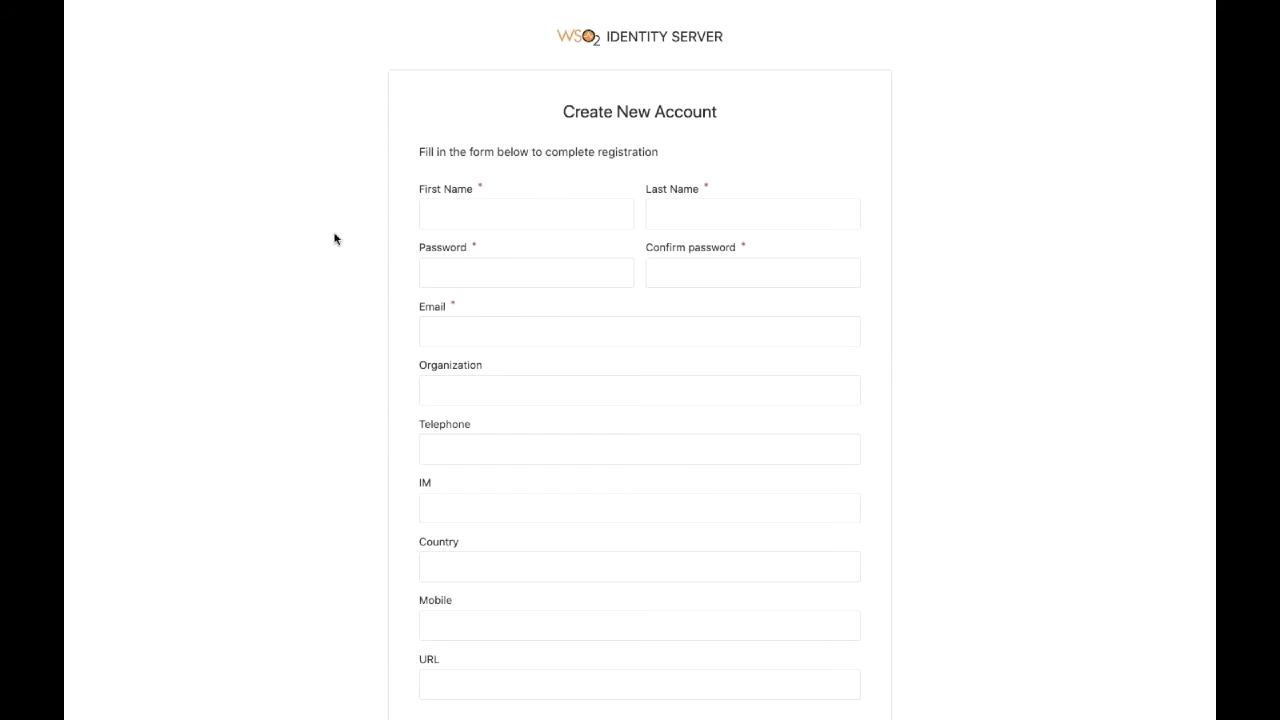 WSO2 IDENTITY SERVER
Create New Account
Fill in the form below to complete registration
First Name *
Last Name *
Password *
Confirm password *
Email *
Organization
Telephone
IM
Country
Mobile
URL